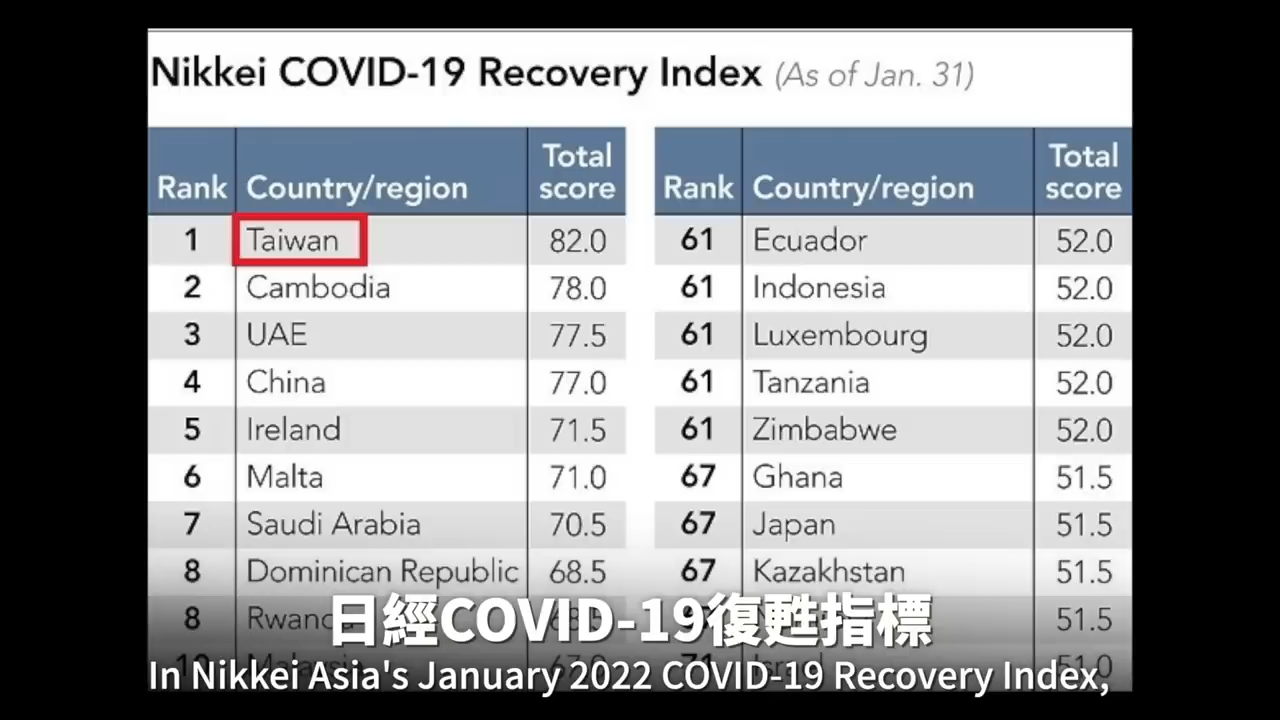 Nikkei COVID-19 Recovery Index (As of Jan. 31)
Rank Country/region Total score Rank Country/region Total score
1 Taiwan 82.0 61 Ecuador 52.0
2 Cambodia 78.0 61 Indonesia 52.0
3 UAE 77.5 61 Luxembourg 52.0
4 China 77.0 61 Tanzania 52.0
5 Ireland 71.5 61 Zimbabwe 52.0
6 Malta 71.0 67 Ghana 51.5
7 Saudi Arabia 70.5 67 Japan 51.5
8 Dominican Republic 68.5 67 Kazakhstan 51.5
8 51.5
日經COVID-19復甦指標
In Nikkei Asia's January 2022 COVID-19 Recovery Index,